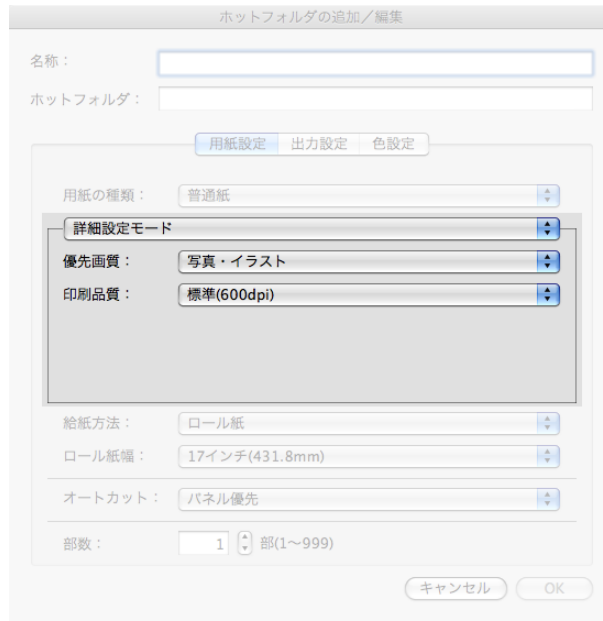 ホットフォルダの追加／編集
名称：
ホットフォルダ：
用紙設定 出力設定 色設定
用紙の種類： 普通紙
詳細設定モード
優先画質： 写真・イラスト
印刷品質： 標準(600dpi)
給紙方法： ロール紙
ロール紙幅： 17インチ(431.8mm)
オートカット： パネル優先
部数： 1 部(1〜999)
キャンセル OK